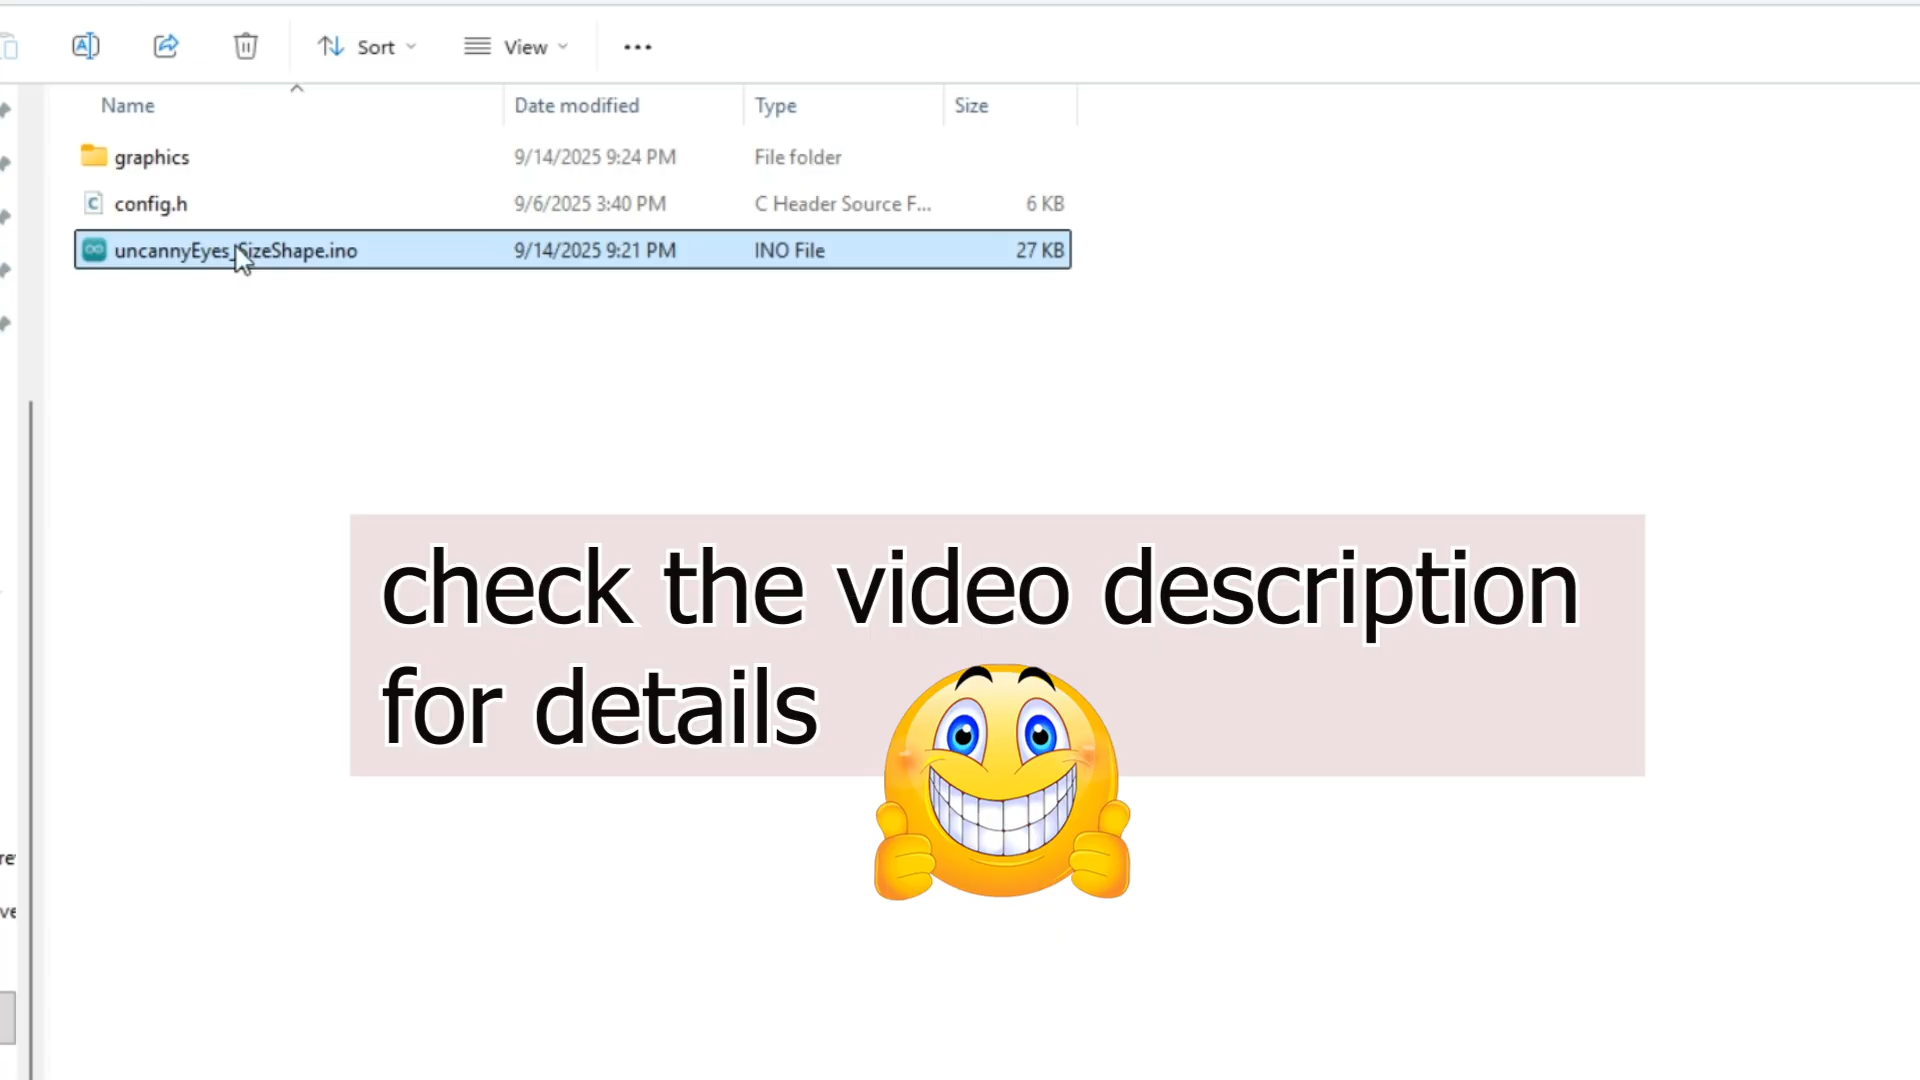 Sort View
Name Date modified Type Size
graphics 9/14/2025 9:24 PM File folder
config.h 9/6/2025 3:40 PM C Header Source F... 6 KB
uncannyEyes_SizeShape.ino 9/14/2025 9:21 PM INO File 27 KB
check the video description
for details